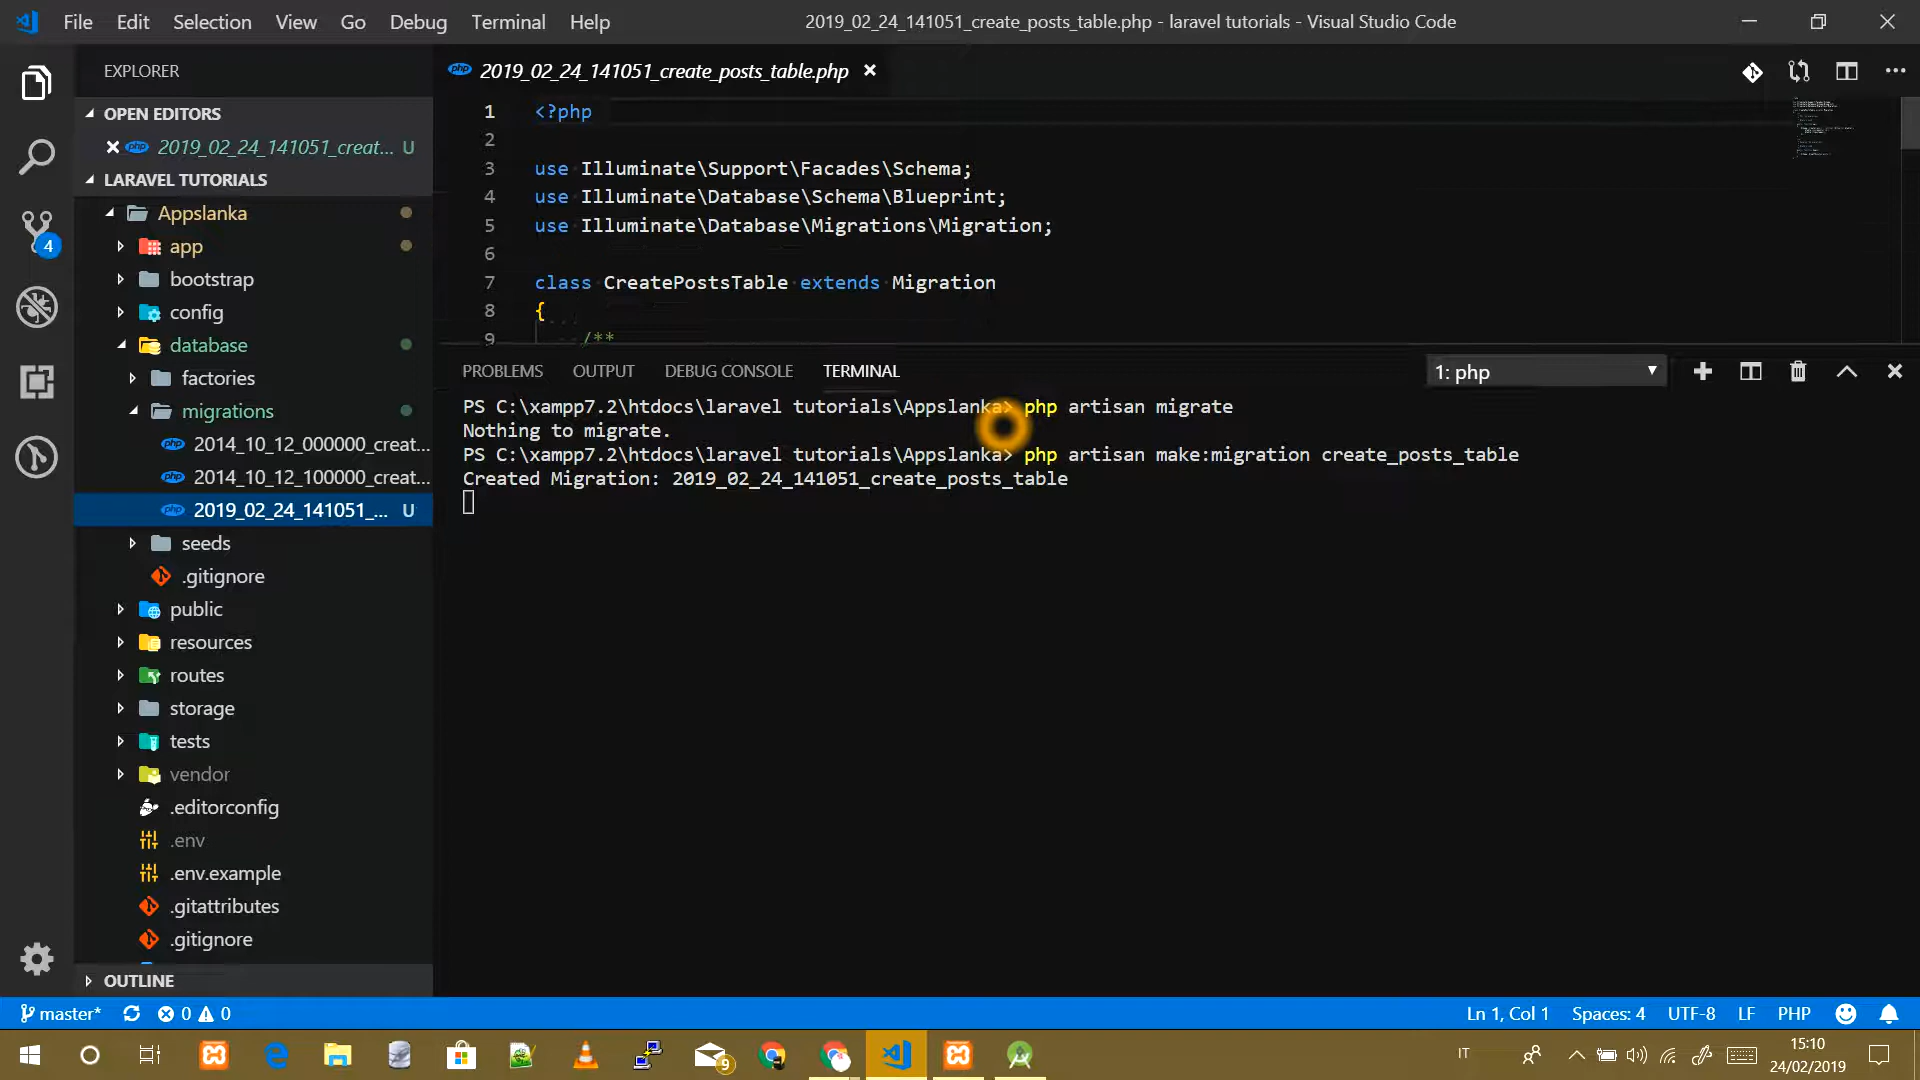 File Edit Selection View Go Debug Terminal Help
2019_02_24_141051_create_posts_table.php - laravel tutorials - Visual Studio Code
EXPLORER
OPEN EDITORS
2019_02_24_141051_creat... U
LARAVEL TUTORIALS
Appslanka
app
bootstrap
config
database
factories
migrations
2014_10_12_000000_creat...
2014_10_12_100000_creat...
2019_02_24_141051_... U
seeds
.gitignore
public
resources
routes
storage
tests
vendor
.editorconfig
.env
.env.example
.gitattributes
.gitignore
OUTLINE
4
2019_02_24_141051_create_posts_table.php
1 <?php
2
3 use Illuminate\Support\Facades\Schema;
4 use Illuminate\Database\Schema\Blueprint;
5 use Illuminate\Database\Migrations\Migration;
6
7 class CreatePostsTable extends Migration
8 {
9 /**
PROBLEMS OUTPUT DEBUG CONSOLE TERMINAL
1: php
PS C:\xampp7.2\htdocs\laravel tutorials\Appslanka> php artisan migrate
Nothing to migrate.
PS C:\xampp7.2\htdocs\laravel tutorials\Appslanka> php artisan make:migration create_posts_table
Created Migration: 2019_02_24_141051_create_posts_table
master* 0 0
Ln 1, Col 1 Spaces: 4 UTF-8 LF PHP
9
IT
15:10
24/02/2019